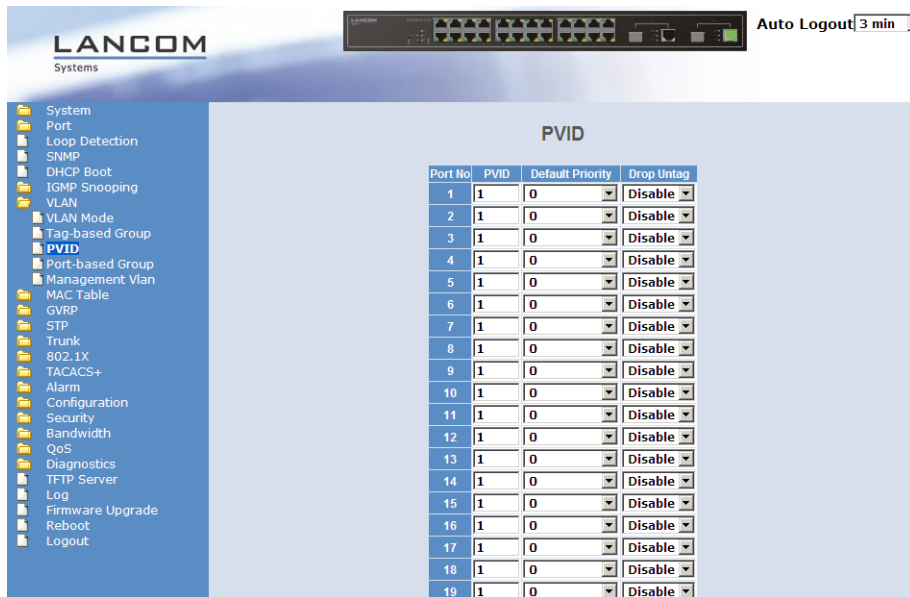 LANCOM
Systems
LANCOM
Auto Logout 3 min
System
Port
Loop Detection
SNMP
DHCP Boot
IGMP Snooping
VLAN
VLAN Mode
Tag-based Group
PVID
Port-based Group
Management Vlan
MAC Table
GVRP
STP
Trunk
802.1X
TACACS+
Alarm
Configuration
Security
Bandwidth
QoS
Diagnostics
TFTP Server
Log
Firmware Upgrade
Reboot
Logout
PVID
Port No PVID Default Priority Drop Untag
1 1 0 Disable
2 1 0 Disable
3 1 0 Disable
4 1 0 Disable
5 1 0 Disable
6 1 0 Disable
7 1 0 Disable
8 1 0 Disable
9 1 0 Disable
10 1 0 Disable
11 1 0 Disable
12 1 0 Disable
13 1 0 Disable
14 1 0 Disable
15 1 0 Disable
16 1 0 Disable
17 1 0 Disable
18 1 0 Disable
19 1 0 Disable